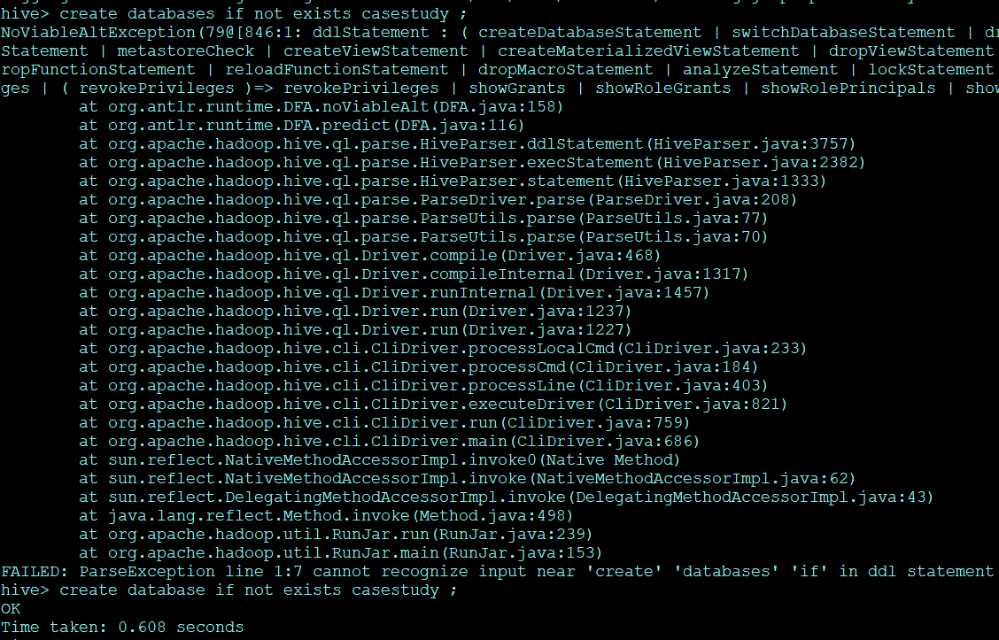 hive> create databases if not exists casestudy ;
NoViableAltException(79@[846:1: ddlStatement : ( createDatabaseStatement | switchDatabaseStatement | dr
Statement | metastoreCheck | createViewStatement | createMaterializedViewStatement | dropViewStatement
ropFunctionStatement | reloadFunctionStatement | dropMacroStatement | analyzeStatement | lockStatement
ges | ( revokePrivileges )=> revokePrivileges | showGrants | showRoleGrants | showRolePrincipals | show
at org.antlr.runtime.DFA.noViableAlt(DFA.java:158)
at org.antlr.runtime.DFA.predict(DFA.java:116)
at org.apache.hadoop.hive.ql.parse.HiveParser.ddlStatement(HiveParser.java:3757)
at org.apache.hadoop.hive.ql.parse.HiveParser.execStatement(HiveParser.java:2382)
at org.apache.hadoop.hive.ql.parse.HiveParser.statement(HiveParser.java:1333)
at org.apache.hadoop.hive.ql.parse.ParseDriver.parse(ParseDriver.java:208)
at org.apache.hadoop.hive.ql.parse.ParseUtils.parse(ParseUtils.java:77)
at org.apache.hadoop.hive.ql.parse.ParseUtils.parse(ParseUtils.java:70)
at org.apache.hadoop.hive.ql.Driver.compile(Driver.java:468)
at org.apache.hadoop.hive.ql.Driver.compileInternal(Driver.java:1317)
at org.apache.hadoop.hive.ql.Driver.runInternal(Driver.java:1457)
at org.apache.hadoop.hive.ql.Driver.run(Driver.java:1237)
at org.apache.hadoop.hive.ql.Driver.run(Driver.java:1227)
at org.apache.hadoop.hive.cli.CliDriver.processLocalCmd(CliDriver.java:233)
at org.apache.hadoop.hive.cli.CliDriver.processCmd(CliDriver.java:184)
at org.apache.hadoop.hive.cli.CliDriver.processLine(CliDriver.java:403)
at org.apache.hadoop.hive.cli.CliDriver.executeDriver(CliDriver.java:821)
at org.apache.hadoop.hive.cli.CliDriver.run(CliDriver.java:759)
at org.apache.hadoop.hive.cli.CliDriver.main(CliDriver.java:686)
at sun.reflect.NativeMethodAccessorImpl.invoke0(Native Method)
at sun.reflect.NativeMethodAccessorImpl.invoke(NativeMethodAccessorImpl.java:62)
at sun.reflect.DelegatingMethodAccessorImpl.invoke(DelegatingMethodAccessorImpl.java:43)
at java.lang.reflect.Method.invoke(Method.java:498)
at org.apache.hadoop.util.RunJar.run(RunJar.java:239)
at org.apache.hadoop.util.RunJar.main(RunJar.java:153)
FAILED: ParseException line 1:7 cannot recognize input near 'create' 'databases' 'if' in ddl statement
hive> create database if not exists casestudy ;
OK
Time taken: 0.608 seconds